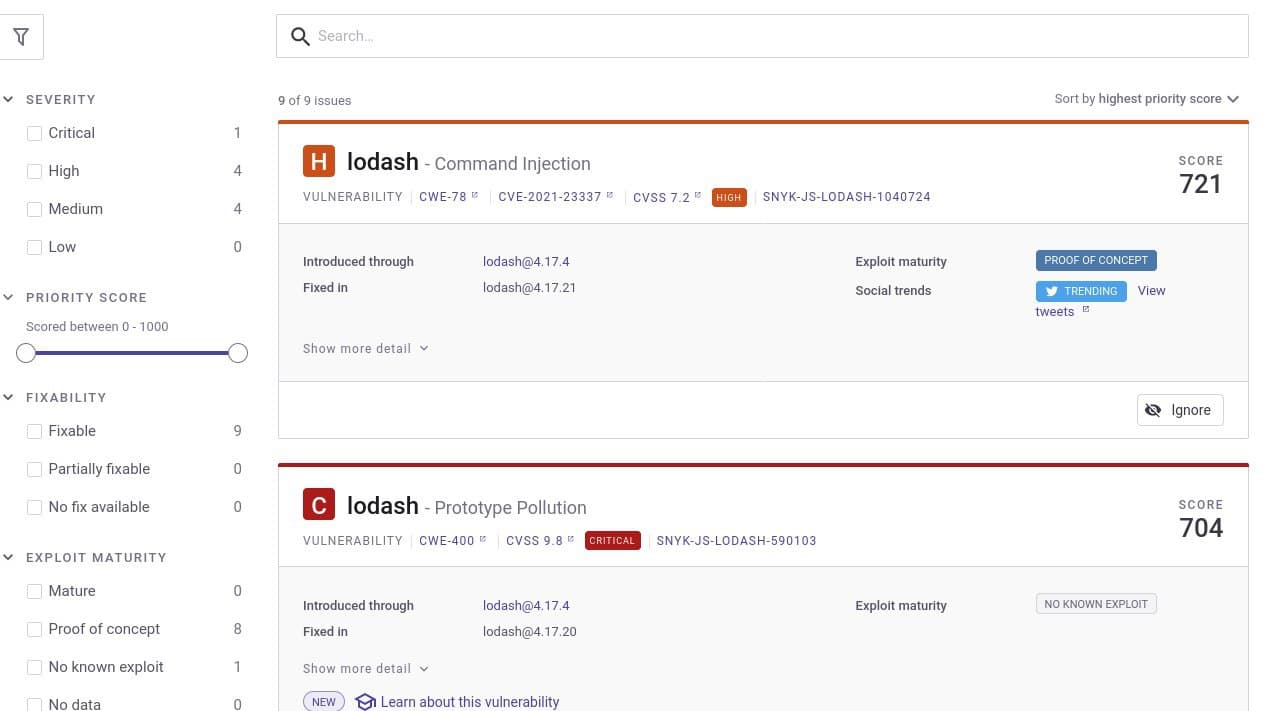 Search...
SEVERITY
Critical 1
High 4
Medium 4
Low 0
PRIORITY SCORE
Scored between 0 - 1000
FIXABILITY
Fixable 9
Partially fixable 0
No fix available 0
EXPLOIT MATURITY
Mature 0
Proof of concept 8
No known exploit 1
No data 0
9 of 9 issues
Sort by highest priority score
H lodash - Command Injection
SCORE
721
VULNERABILITY CWE-78 CVE-2021-23337 CVSS 7.2 HIGH SNYK-JS-LODASH-1040724
Introduced through lodash@4.17.4
Fixed in lodash@4.17.21
Exploit maturity PROOF OF CONCEPT
Social trends TRENDING View
tweets
Show more detail
Ignore
C lodash - Prototype Pollution
SCORE
704
VULNERABILITY CWE-400 CVSS 9.8 CRITICAL SNYK-JS-LODASH-590103
Introduced through lodash@4.17.4
Fixed in lodash@4.17.20
Exploit maturity NO KNOWN EXPLOIT
Show more detail
NEW Learn about this vulnerability